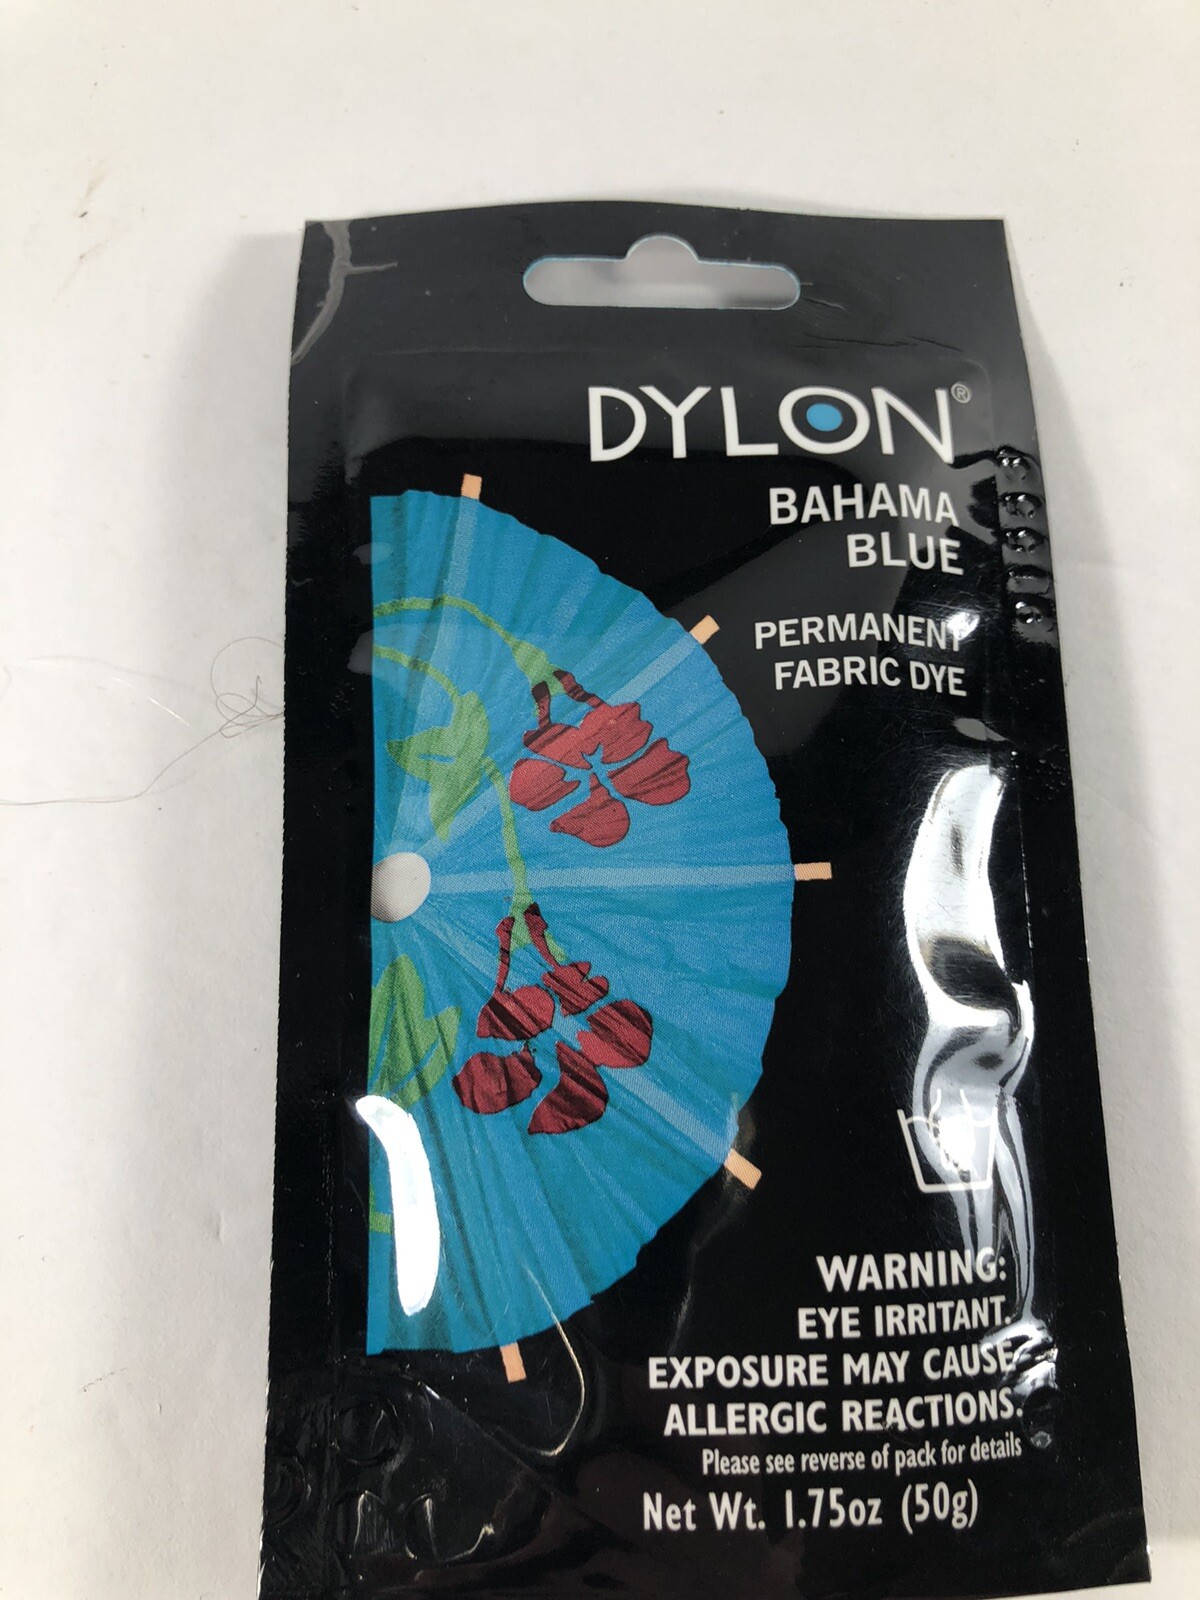 DYLON®
BAHAMA
BLUE
PERMANENT
FABRIC DYE
WARNING:
EYE IRRITANT.
EXPOSURE MAY CAUSE
ALLERGIC REACTIONS.
Please see reverse of pack for details
Net Wt. 1.75oz (50g)